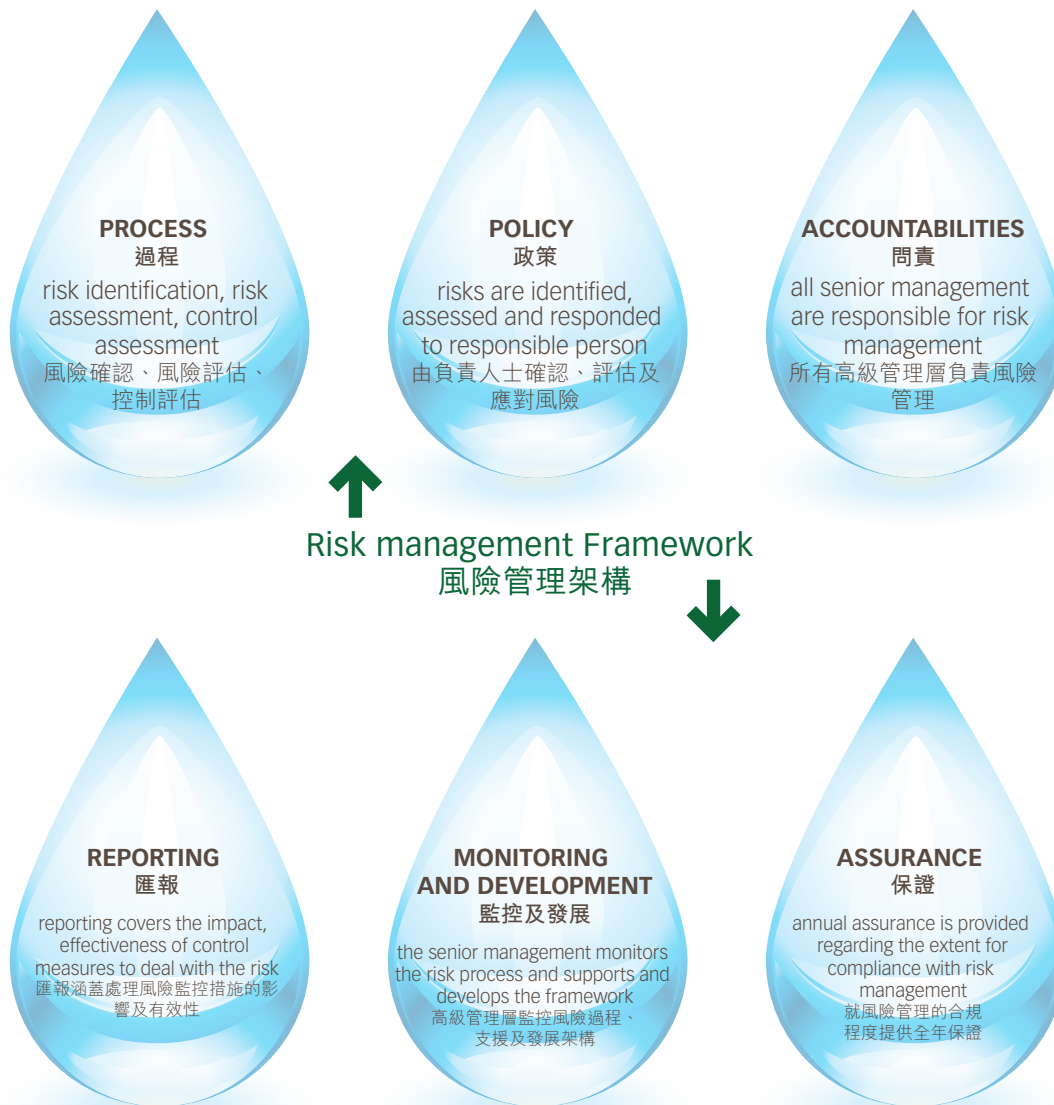 PROCESS
過程
risk identification, risk
assessment, control
assessment
風險確認、風險評估、
控制評估
POLICY
政策
risks are identified,
assessed and responded
to responsible person
由負責人士確認、評估及
應對風險
ACCOUNTABILITIES
問責
all senior management
are responsible for risk
management
所有高級管理層負責風險
管理
Risk management Framework
風險管理架構
REPORTING
匯報
reporting covers the impact,
effectiveness of control
measures to deal with the risk
匯報涵蓋處理風險監控措施的影
響及有效性
MONITORING
AND DEVELOPMENT
監控及發展
the senior management monitors
the risk process and supports and
develops the framework
高級管理層監控風險過程、
支援及發展架構
ASSURANCE
保證
annual assurance is provided
regarding the extent for
compliance with risk
management
就風險管理的合規
程度提供全年保證